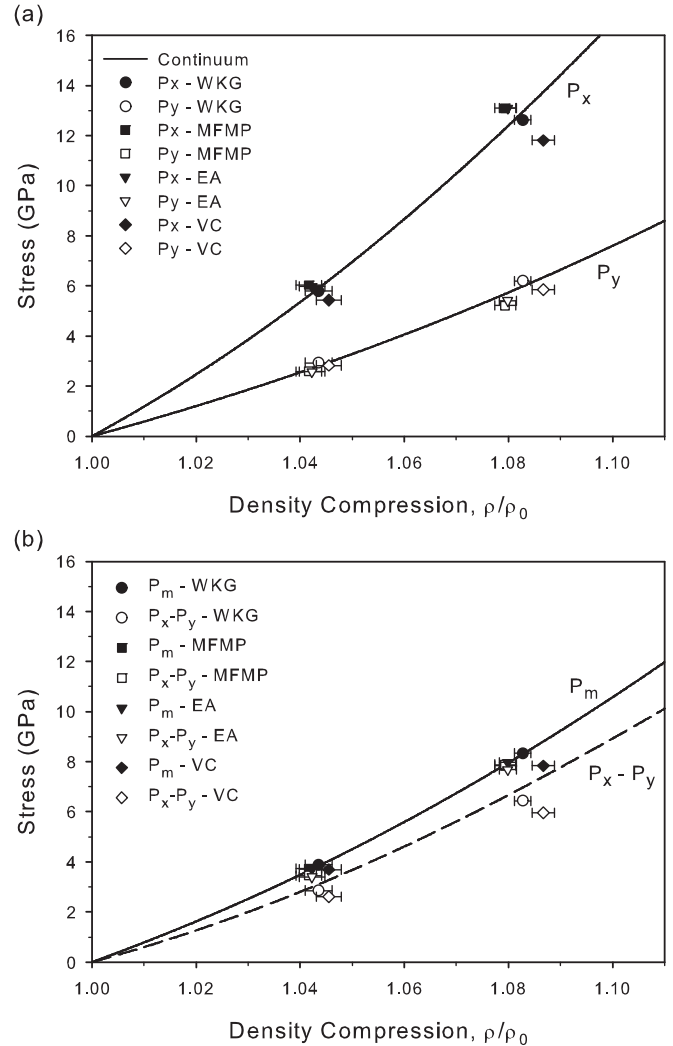 (a)
16
14
12
10
8
6
4
2
0
Stress (GPa)
Continuum
Px - WKG
Py - WKG
Px - MFMP
Py - MFMP
Px - EA
Py - EA
Px - VC
Py - VC
Px
Py
1.00 1.02 1.04 1.06 1.08 1.10
Density Compression, ρ/ρ0
(b)
16
14
12
10
8
6
4
2
0
Stress (GPa)
Pm - WKG
Px-Py - WKG
Pm - MFMP
Px-Py - MFMP
Pm - EA
Px-Py - EA
Pm - VC
Px-Py - VC
Pm
Px - Py
1.00 1.02 1.04 1.06 1.08 1.10
Density Compression, ρ/ρ0